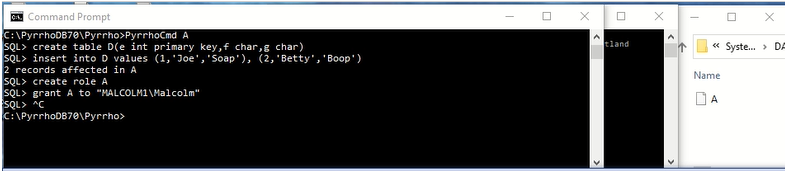 Command Prompt
C:\PyrrhoDB70\Pyrrho>PyrrhoCmd A
SQL> create table D(e int primary key,f char,g char)
SQL> insert into D values (1,'Joe','Soap'), (2,'Betty','Boop')
2 records affected in A
SQL> create role A
SQL> grant A to "MALCOLM1\Malcolm"
SQL> ^C
C:\PyrrhoDB70\Pyrrho>
tland
« Syste... > DA
Name
A